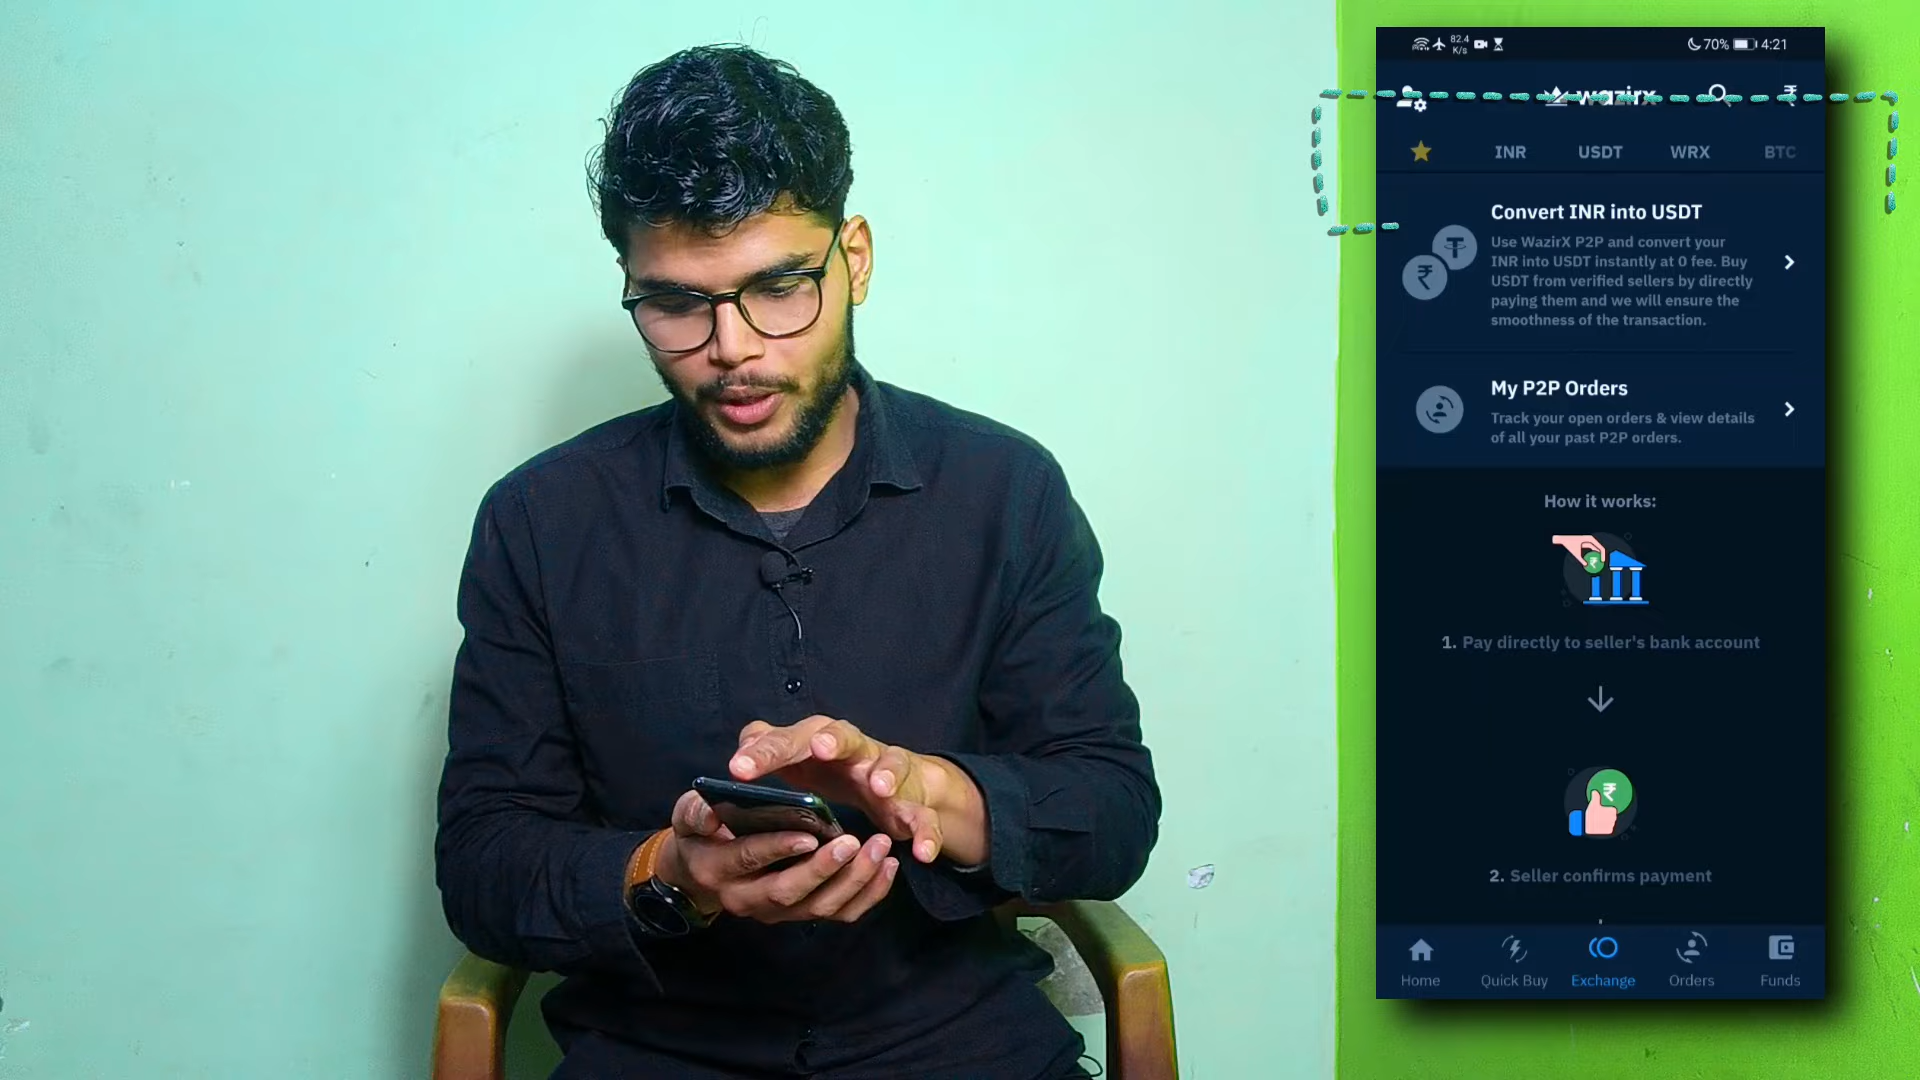 82.4
K/s
70%
4:21
wazirx
₹
INR USDT WRX BTC
Convert INR into USDT
Use WazirX P2P and convert your
INR into USDT instantly at 0 fee. Buy
USDT from verified sellers by directly
paying them and we will ensure the
smoothness of the transaction.
My P2P Orders
Track your open orders & view details
of all your past P2P orders.
How it works:
1. Pay directly to seller's bank account
2. Seller confirms payment
Home Quick Buy Exchange Orders Funds